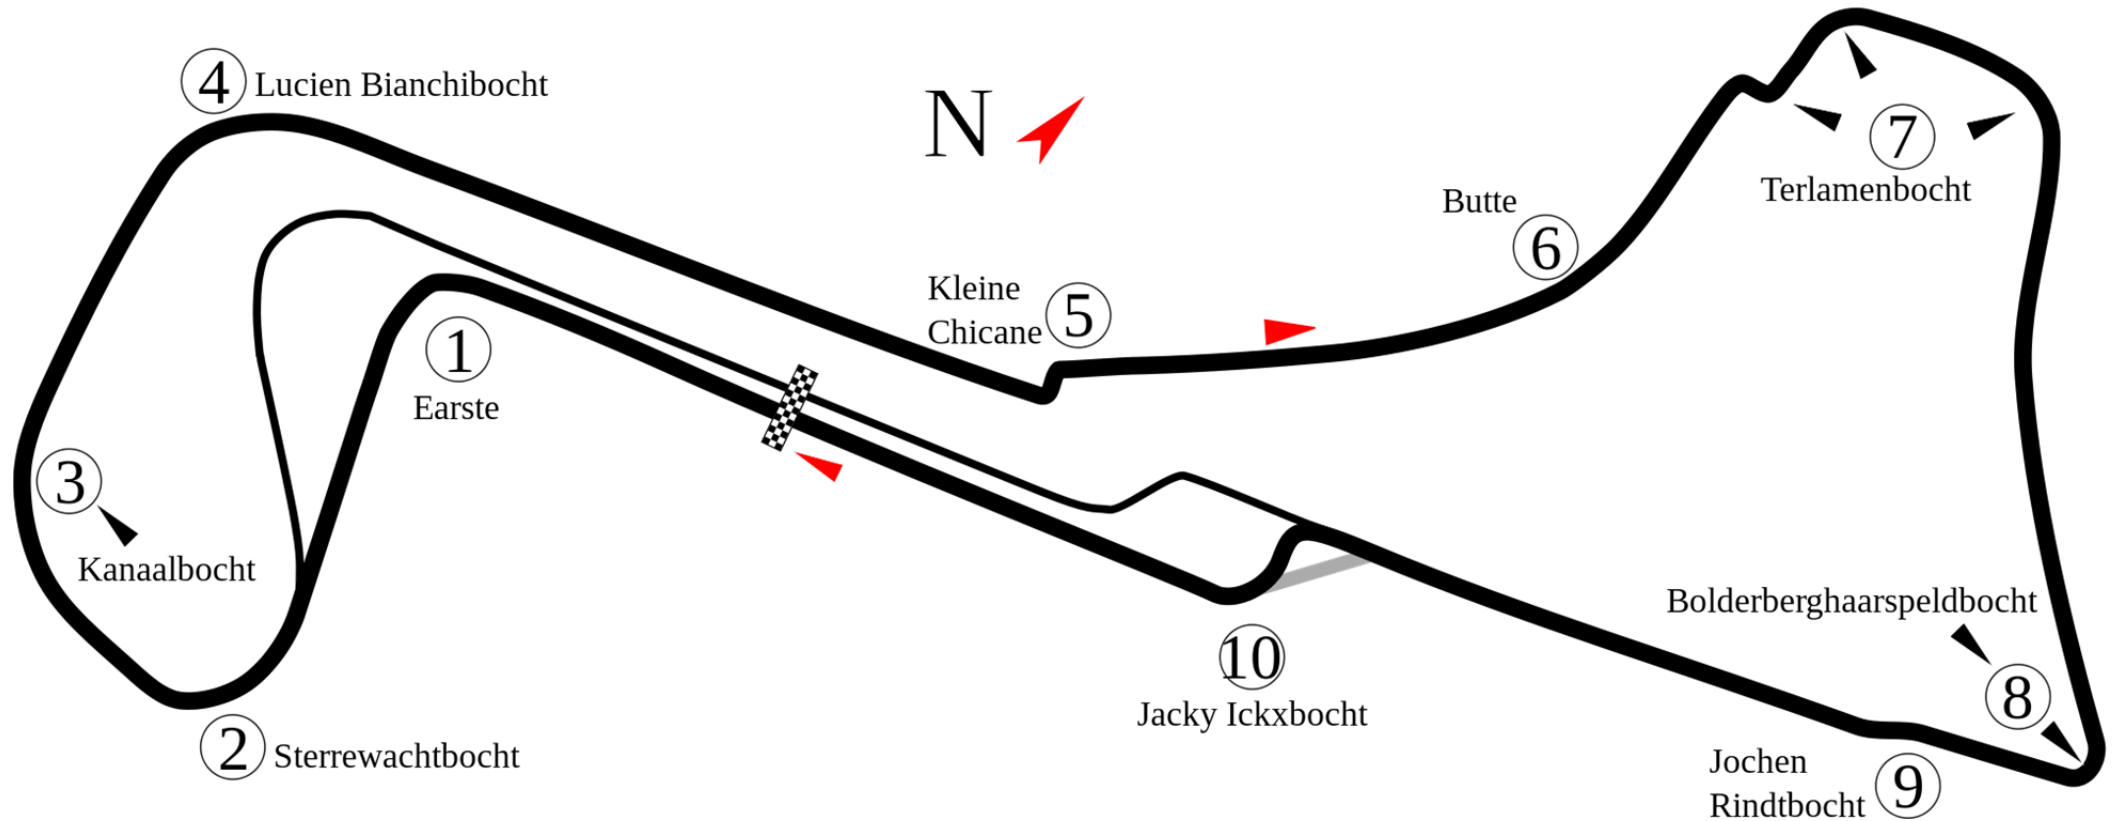 4 Lucien Bianchibocht
N
7
Terlamenbocht
Butte
6
Kleine
Chicane
5
1
Earste
3
Kanaalbocht
2 Sterrewachtbocht
10
Jacky Ickxbocht
Bolderberghaarspeldbocht
8
Jochen
Rindtbocht
9